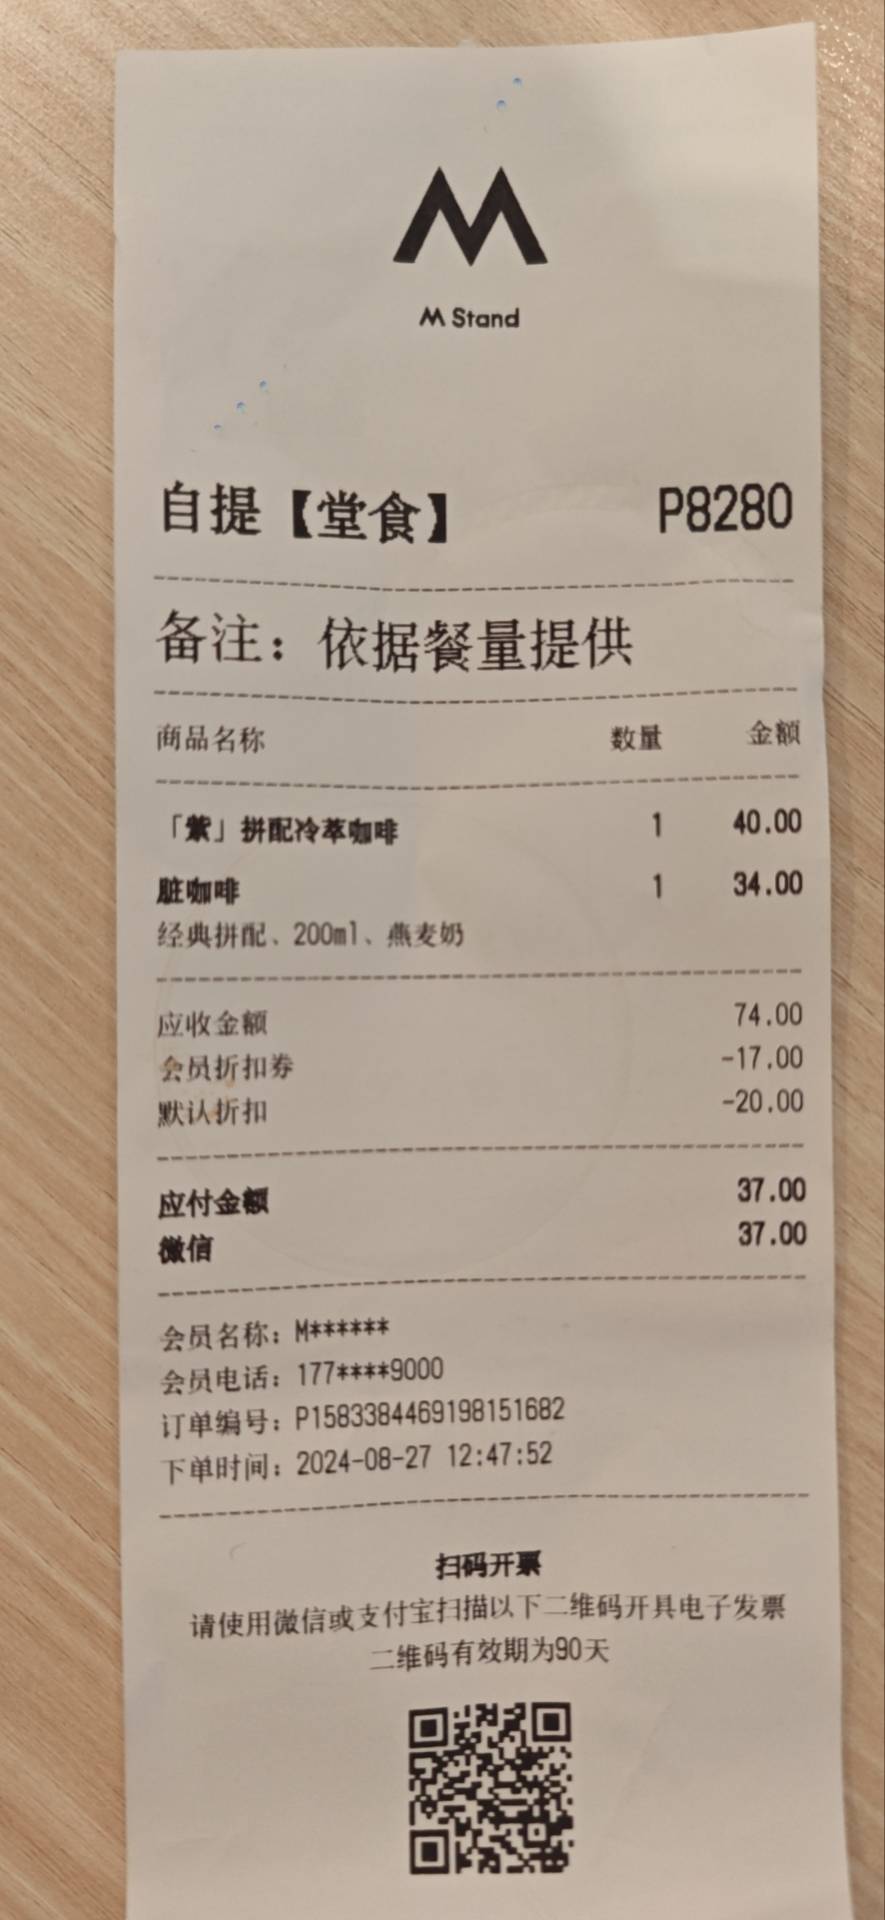 M Stand
自提【堂食】 P8280
备注：依据餐量提供
商品名称 数量 金额
「紫」拼配冷萃咖啡 1 40.00
脏咖啡 1 34.00
经典拼配、200ml、燕麦奶
应收金额 74.00
会员折扣券 -17.00
默认折扣 -20.00
应付金额 37.00
微信 37.00
会员名称：M******
会员电话：177****9000
订单编号：P1583384469198151682
下单时间：2024-08-27 12:47:52
扫码开票
请使用微信或支付宝扫描以下二维码开具电子发票
二维码有效期为90天